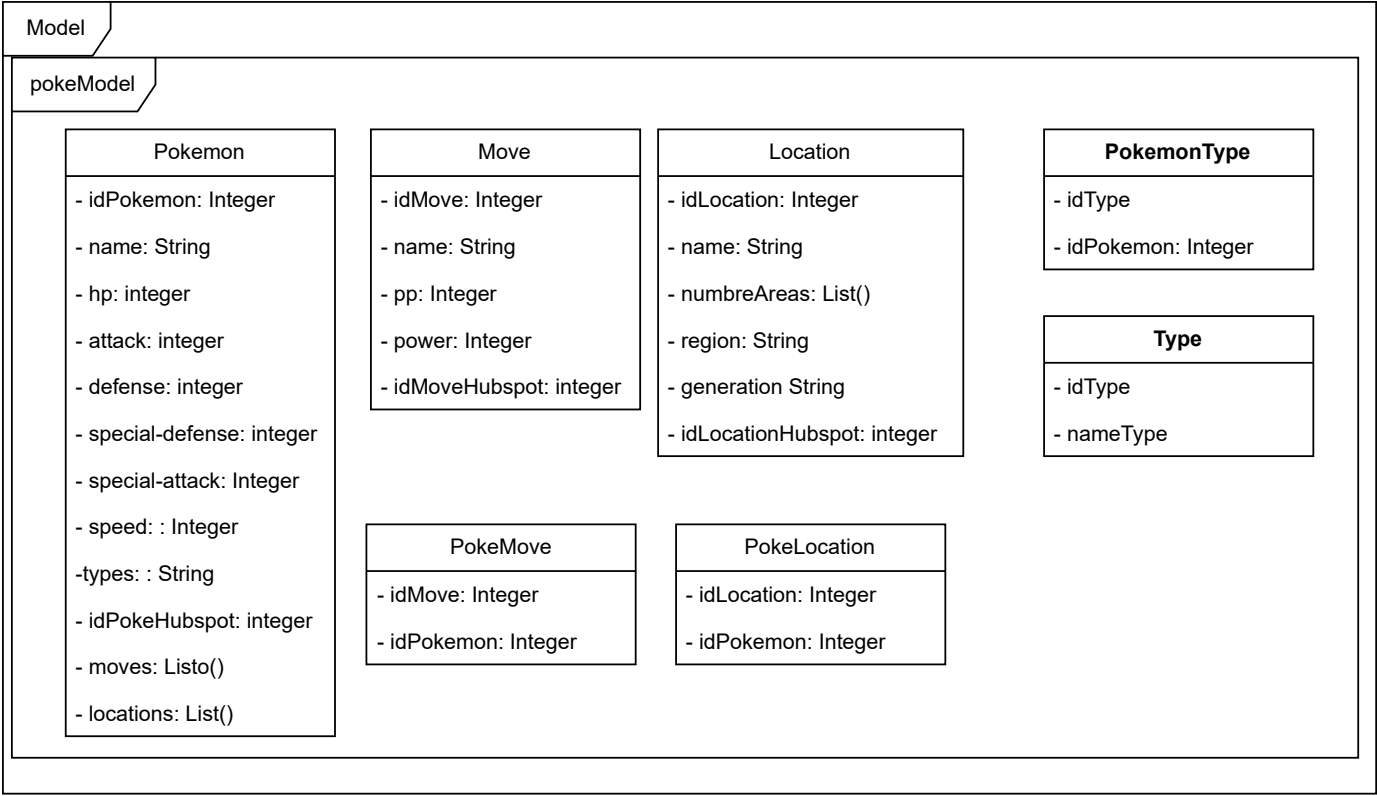 Model
pokeModel
Pokemon
- idPokemon: Integer
- name: String
- hp: integer
- attack: integer
- defense: integer
- special-defense: integer
- special-attack: Integer
- speed: : Integer
-types: : String
- idPokeHubspot: integer
- moves: Listo()
- locations: List()
Move
- idMove: Integer
- name: String
- pp: Integer
- power: Integer
- idMoveHubspot: integer
Location
- idLocation: Integer
- name: String
- numbreAreas: List()
- region: String
- generation String
- idLocationHubspot: integer
PokemonType
- idType
- idPokemon: Integer
Type
- idType
- nameType
PokeMove
- idMove: Integer
- idPokemon: Integer
PokeLocation
- idLocation: Integer
- idPokemon: Integer